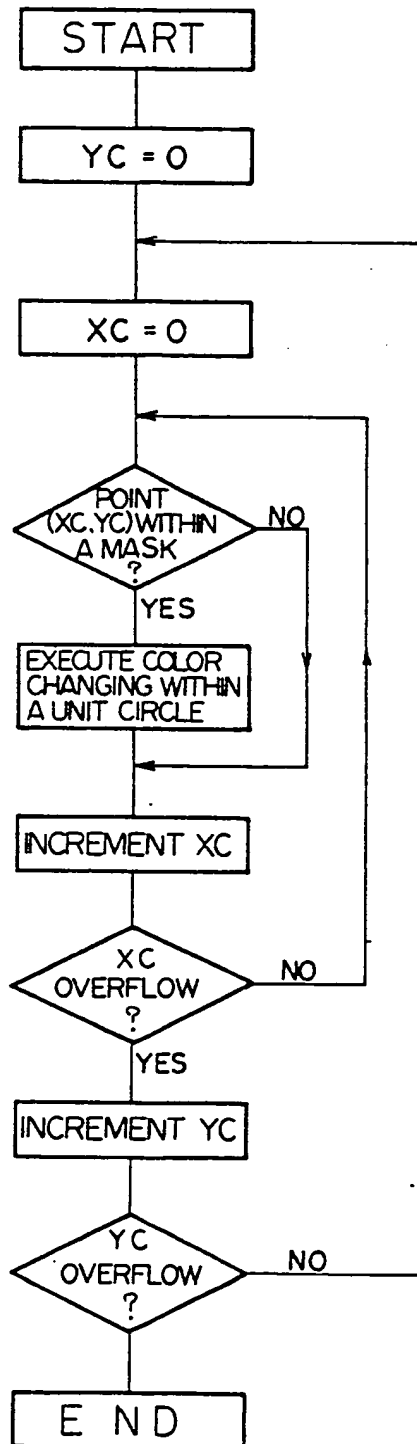 START
YC = 0
XC = 0
POINT
(XC.YC) WITHIN
A MASK
?
NO
YES
EXECUTE COLOR
CHANGING WITHIN
A UNIT CIRCLE
INCREMENT XC
XC
OVERFLOW
?
NO
YES
INCREMENT YC
YC
OVERFLOW
?
NO
END